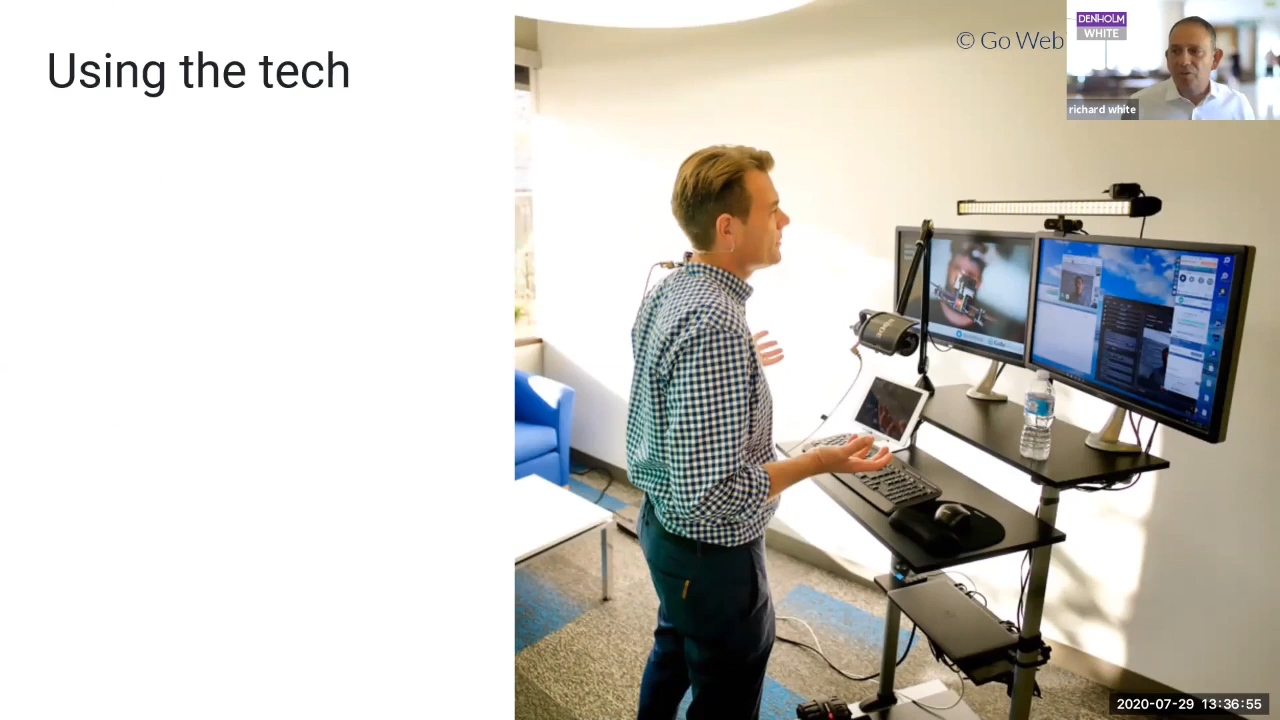 Using the tech
© Go Web
DENHOLM
WHITE
richard white
2020-07-29 13:36:55